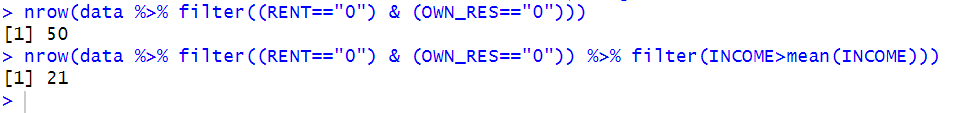 > nrow(data %>% filter((RENT=="0") & (OWN_RES=="0")))
[1] 50
> nrow(data %>% filter((RENT=="0") & (OWN_RES=="0")) %>% filter(INCOME>mean(INCOME)))
[1] 21
>